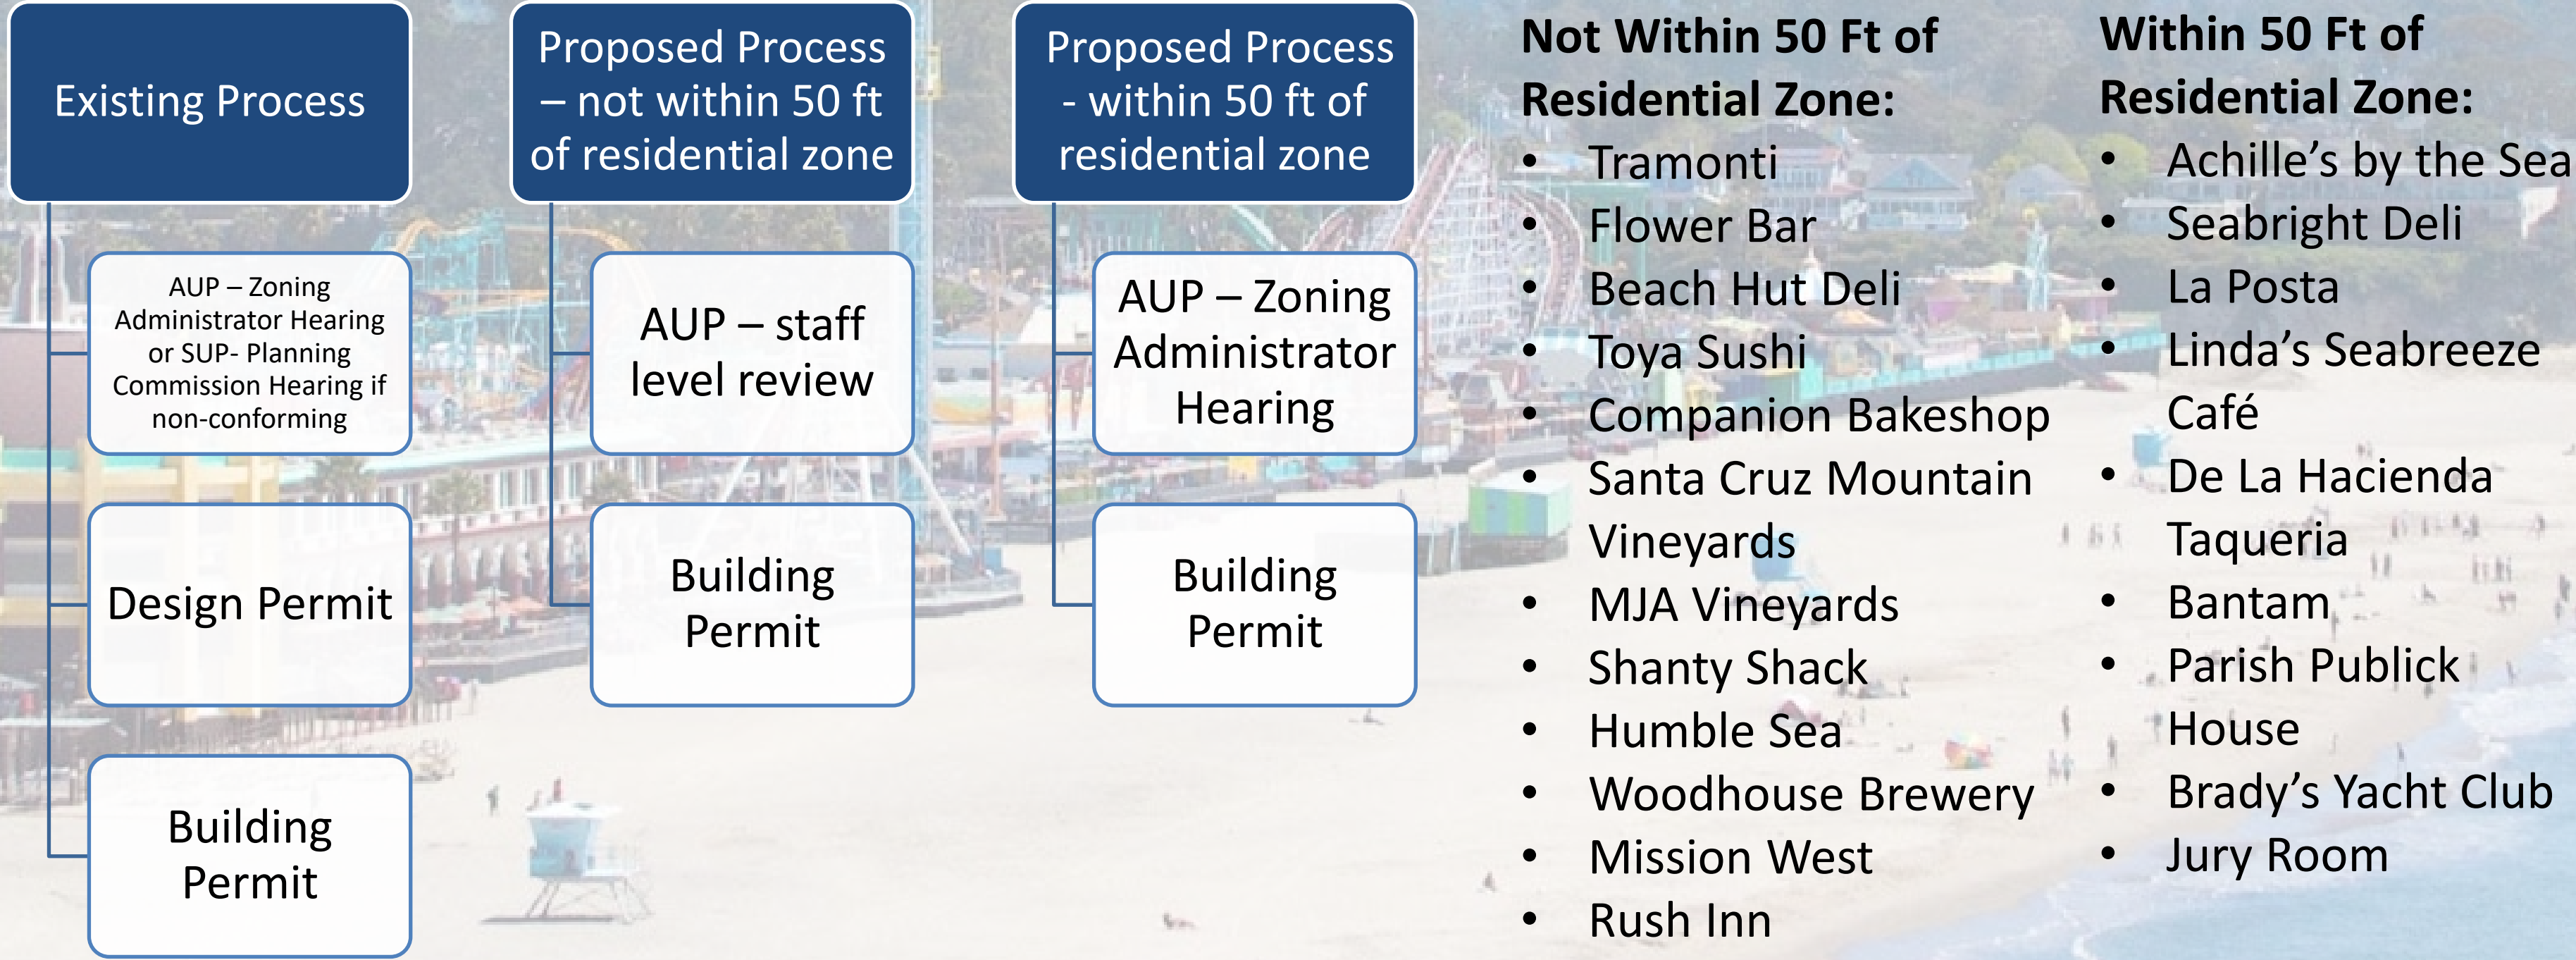 Existing Process
AUP – Zoning
Administrator Hearing
or SUP- Planning
Commission Hearing if
non-conforming
Design Permit
Building
Permit
Proposed Process
– not within 50 ft
of residential zone
AUP – staff
level review
Building
Permit
Proposed Process
- within 50 ft of
residential zone
AUP – Zoning
Administrator
Hearing
Building
Permit
Not Within 50 Ft of
Residential Zone:
• Tramonti
• Flower Bar
• Beach Hut Deli
• Toya Sushi
• Companion Bakeshop
• Santa Cruz Mountain
Vineyards
• MJA Vineyards
• Shanty Shack
• Humble Sea
• Woodhouse Brewery
• Mission West
• Rush Inn
Within 50 Ft of
Residential Zone:
• Achille’s by the Sea
• Seabright Deli
• La Posta
• Linda’s Seabreeze
Café
• De La Hacienda
Taqueria
• Bantam
• Parish Publick
House
• Brady’s Yacht Club
• Jury Room